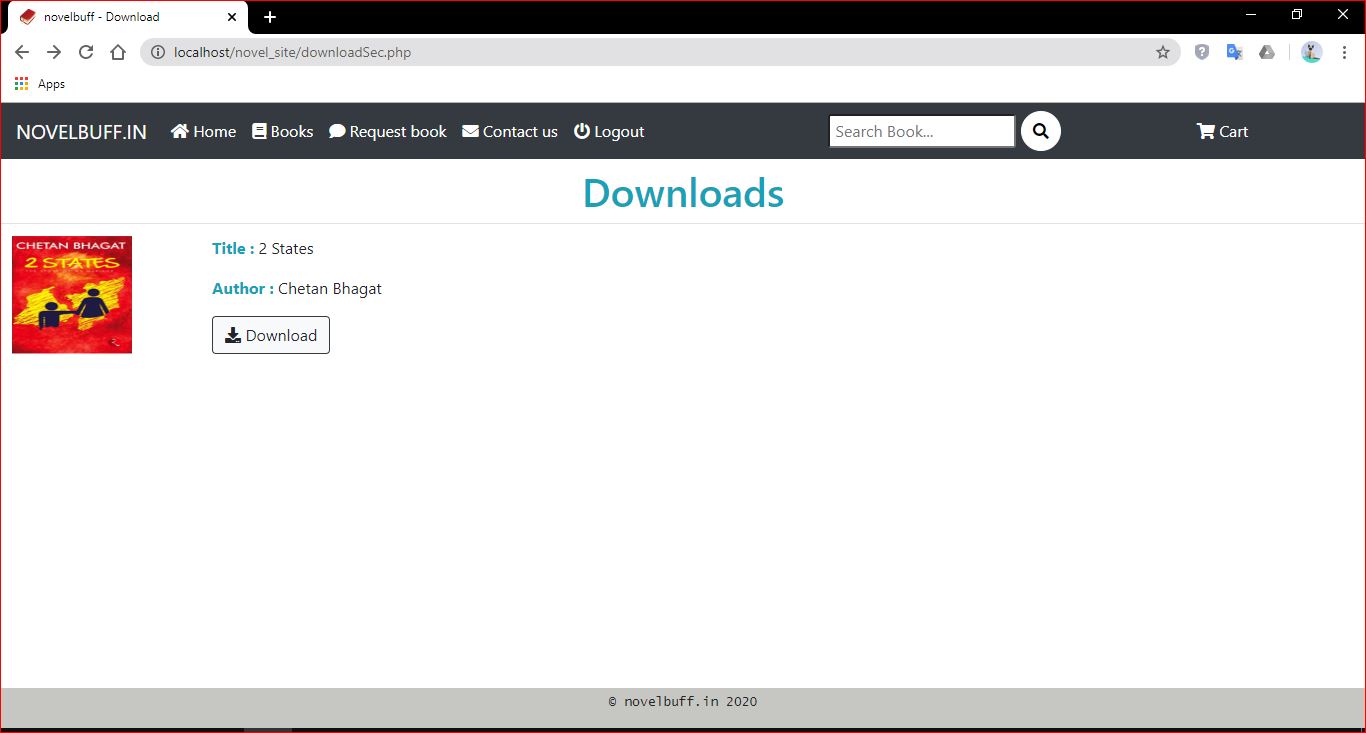 novelbuff - Download
localhost/novel_site/downloadSec.php
Apps
NOVELBUFF.IN Home Books Request book Contact us Logout Search Book... Cart
Downloads
CHETAN BHAGAT
2 STATES
Title : 2 States
Author : Chetan Bhagat
Download
© novelbuff.in 2020